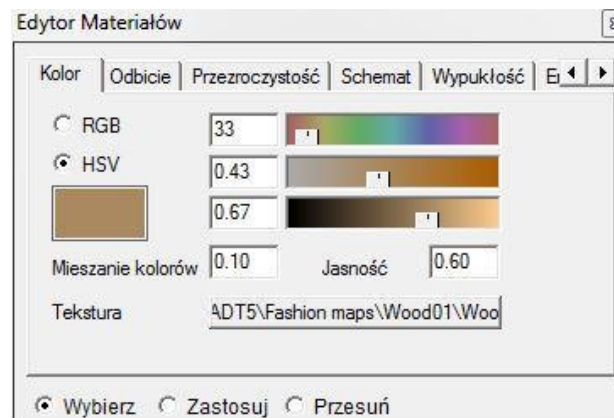 Edytor Materiałów
Kolor Odbicie Przezroczystość Schemat Wypukłość
RGB 33
HSV 0.43
0.67
Mieszanie kolorów 0.10 Jasność 0.60
Tekstura ADT5\Fashion maps\Wood01\Woo
Wybierz Zastosuj Przesuń